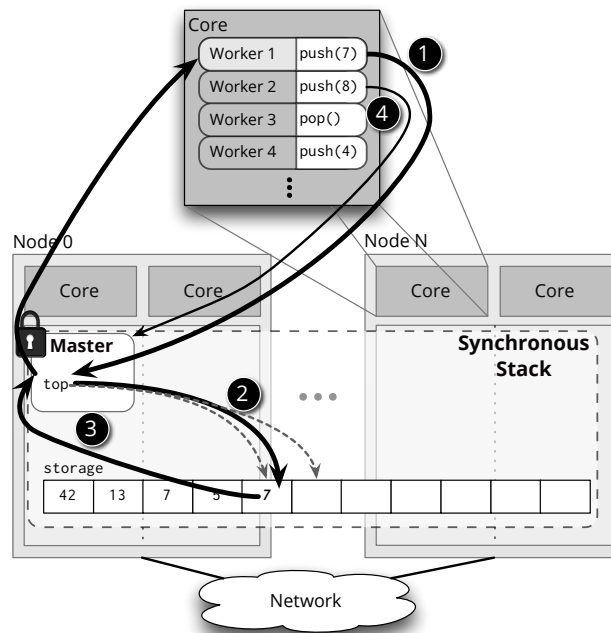 Core
Worker 1 push(7)
1
Worker 2 push(8)
Worker 3 pop()
4
Worker 4 push(4)
Node 0
Node N
Core Core
Core Core
Master
Synchronous
Stack
top
2
3
storage
42 13 7 5 7
Network